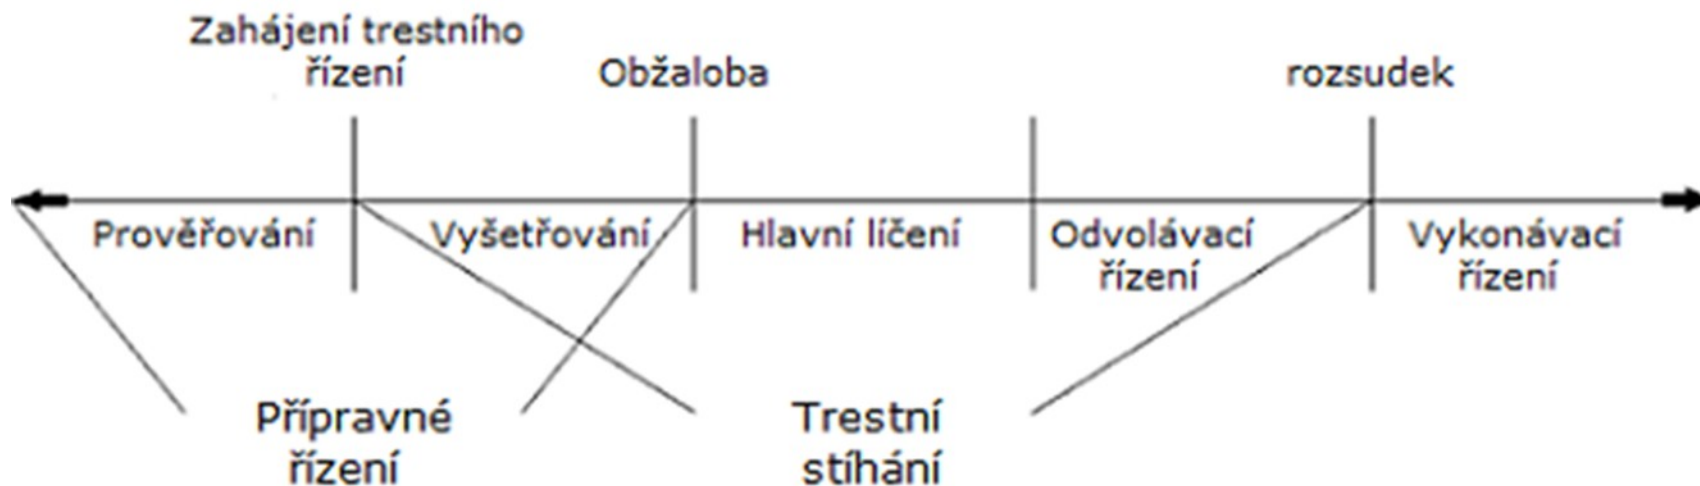 Zahájení trestního
řízení
Obžaloba
rozsudek
Prověřování
Vyšetřování
Hlavní líčení
Odvolávací
řízení
Vykonávací
řízení
Přípravné
řízení
Trestní
stíhání